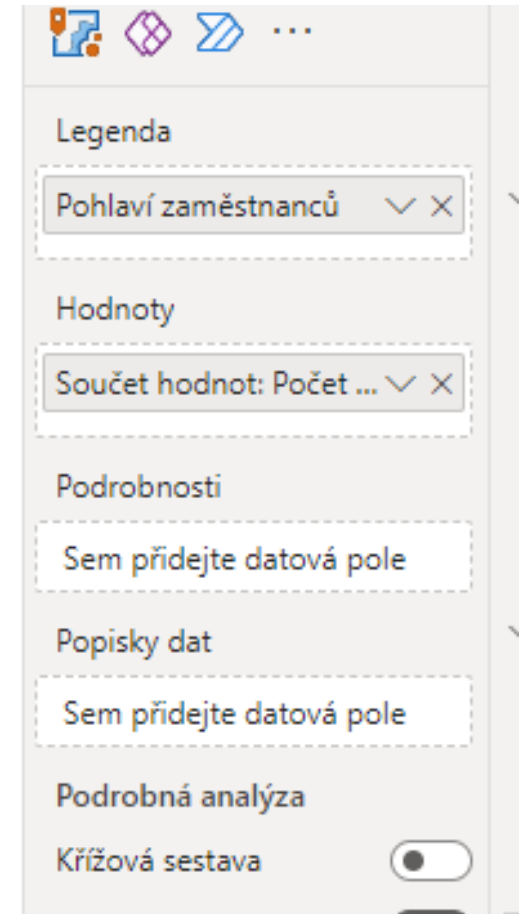 Legenda
Pohlaví zaměstnanců
Hodnoty
Součet hodnot: Počet ...
Podrobnosti
Sem přidejte datová pole
Popisky dat
Sem přidejte datová pole
Podrobná analýza
Křížová sestava